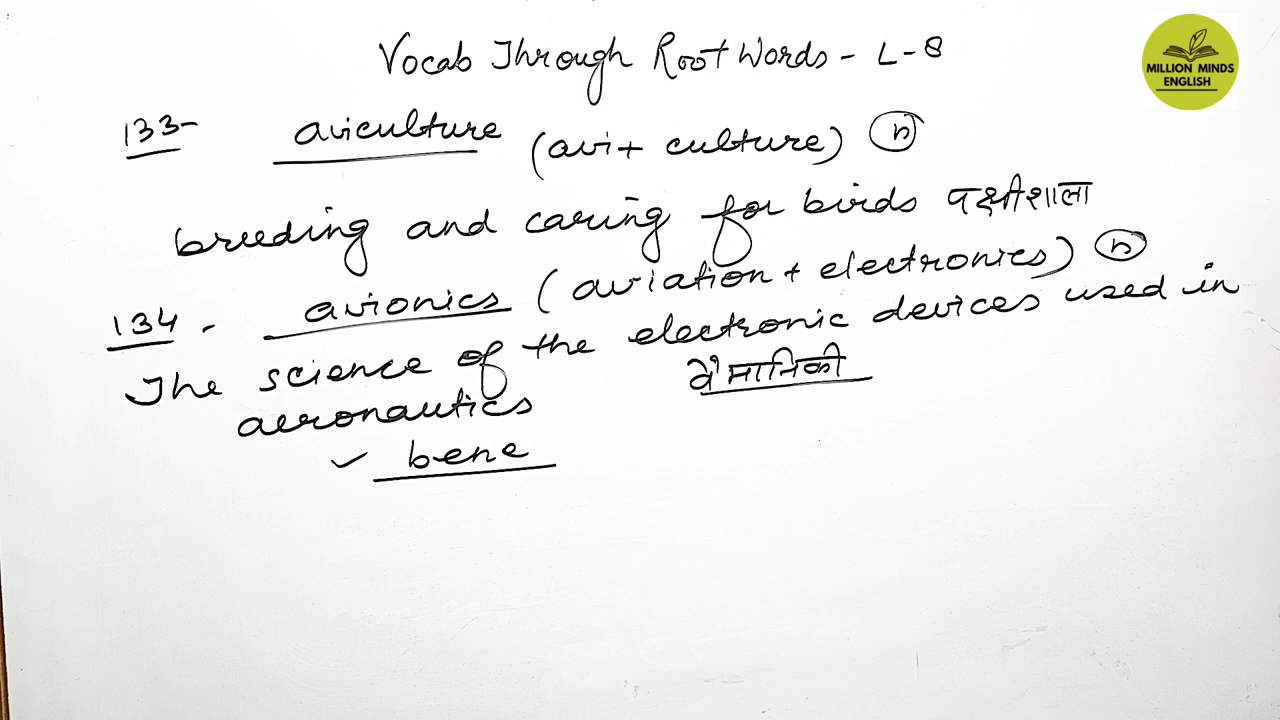 Vocab Through Root Words - L-8
MILLION MINDS
ENGLISH
133- aviculture (avi+ culture) n
breeding and caring for birds पक्षीशाला
134. avionics (aviation + electronics) n
The science of the electronic devices used in
aeronautics वैमानिकी
✓ bene